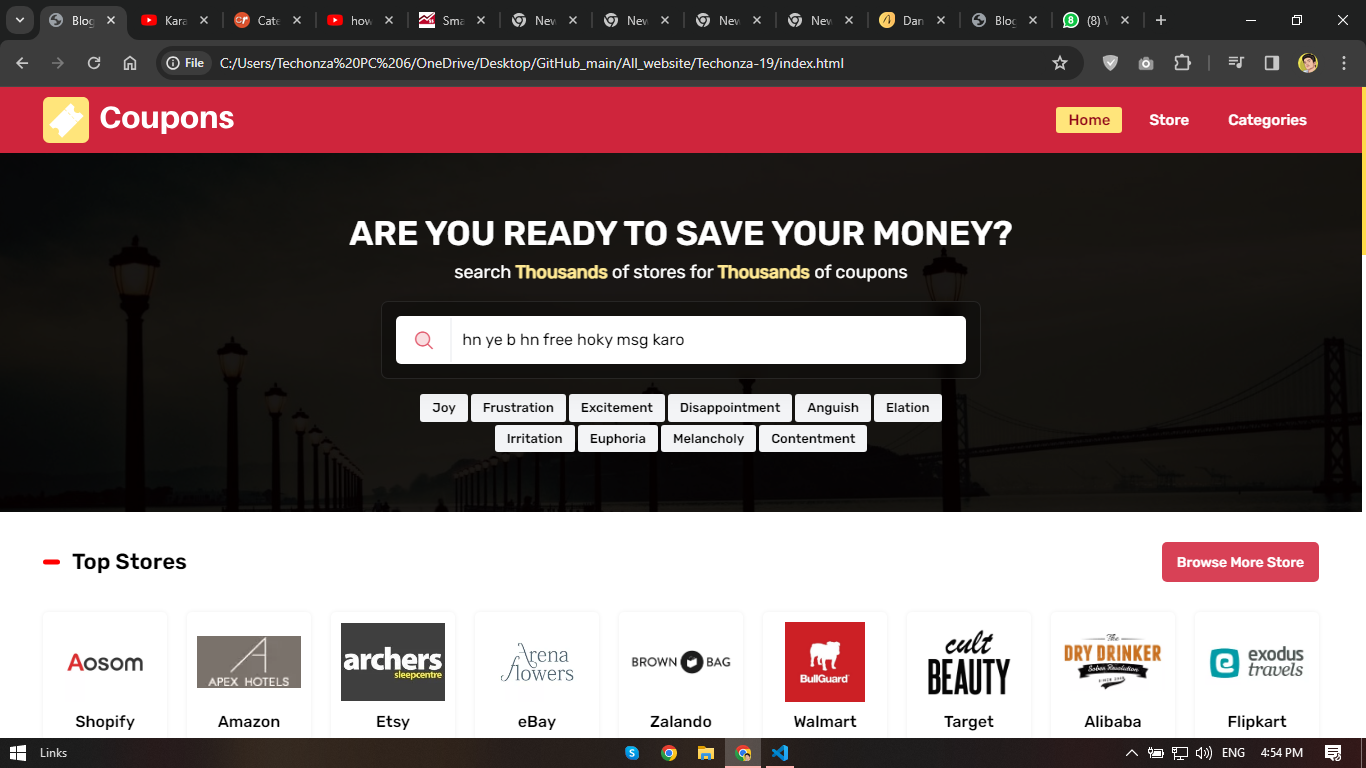 Blog
Kara
Cate
how
Sma
New
New
New
New
Dan
Blog
(8) W
File
C:/Users/Techonza%20PC%206/OneDrive/Desktop/GitHub_main/All_website/Techonza-19/index.html
Coupons
Home
Store
Categories
ARE YOU READY TO SAVE YOUR MONEY?
search Thousands of stores for Thousands of coupons
hn ye b hn free hoky msg karo
Joy Frustration Excitement Disappointment Anguish Elation
Irritation Euphoria Melancholy Contentment
Top Stores
Browse More Store
Aosom
APEX HOTELS
archers
sleepcentre
Arena
flowers
BROWN BAG
BullGuard
cult
BEAUTY
The
DRY DRINKER
Sober Revolution
exodus
travels
Shopify
Amazon
Etsy
eBay
Zalando
Walmart
Target
Alibaba
Flipkart
Links
ENG
4:54 PM